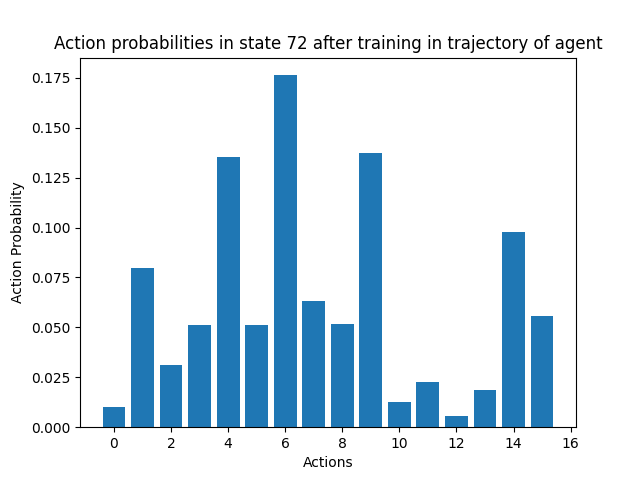 Action probabilities in state 72 after training in trajectory of agent
Action Probability
0.175
0.150
0.125
0.100
0.075
0.050
0.025
0.000
0 2 4 6 8 10 12 14 16
Actions